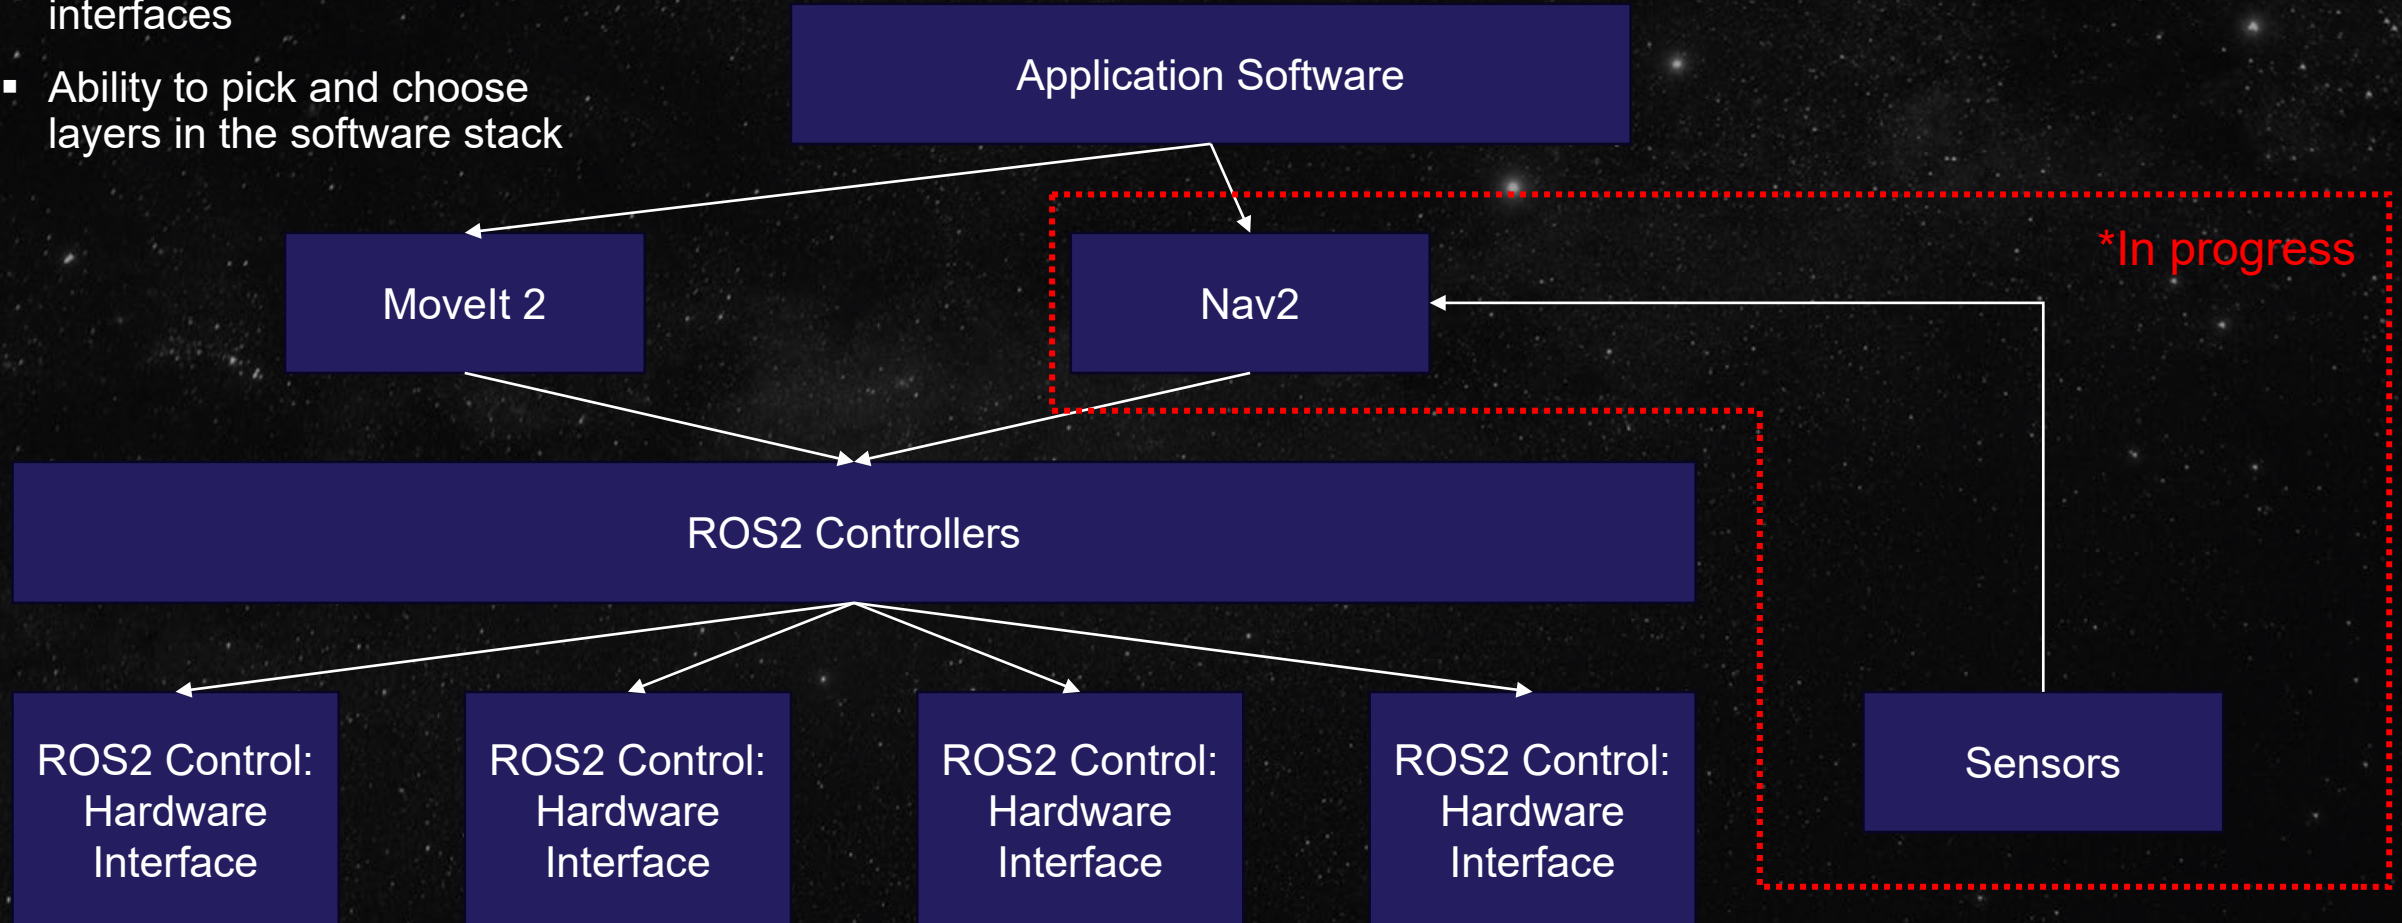 interfaces
▪ Ability to pick and choose
layers in the software stack
Application Software
*In progress
MoveIt 2
Nav2
ROS2 Controllers
ROS2 Control:
Hardware
Interface
ROS2 Control:
Hardware
Interface
ROS2 Control:
Hardware
Interface
ROS2 Control:
Hardware
Interface
Sensors